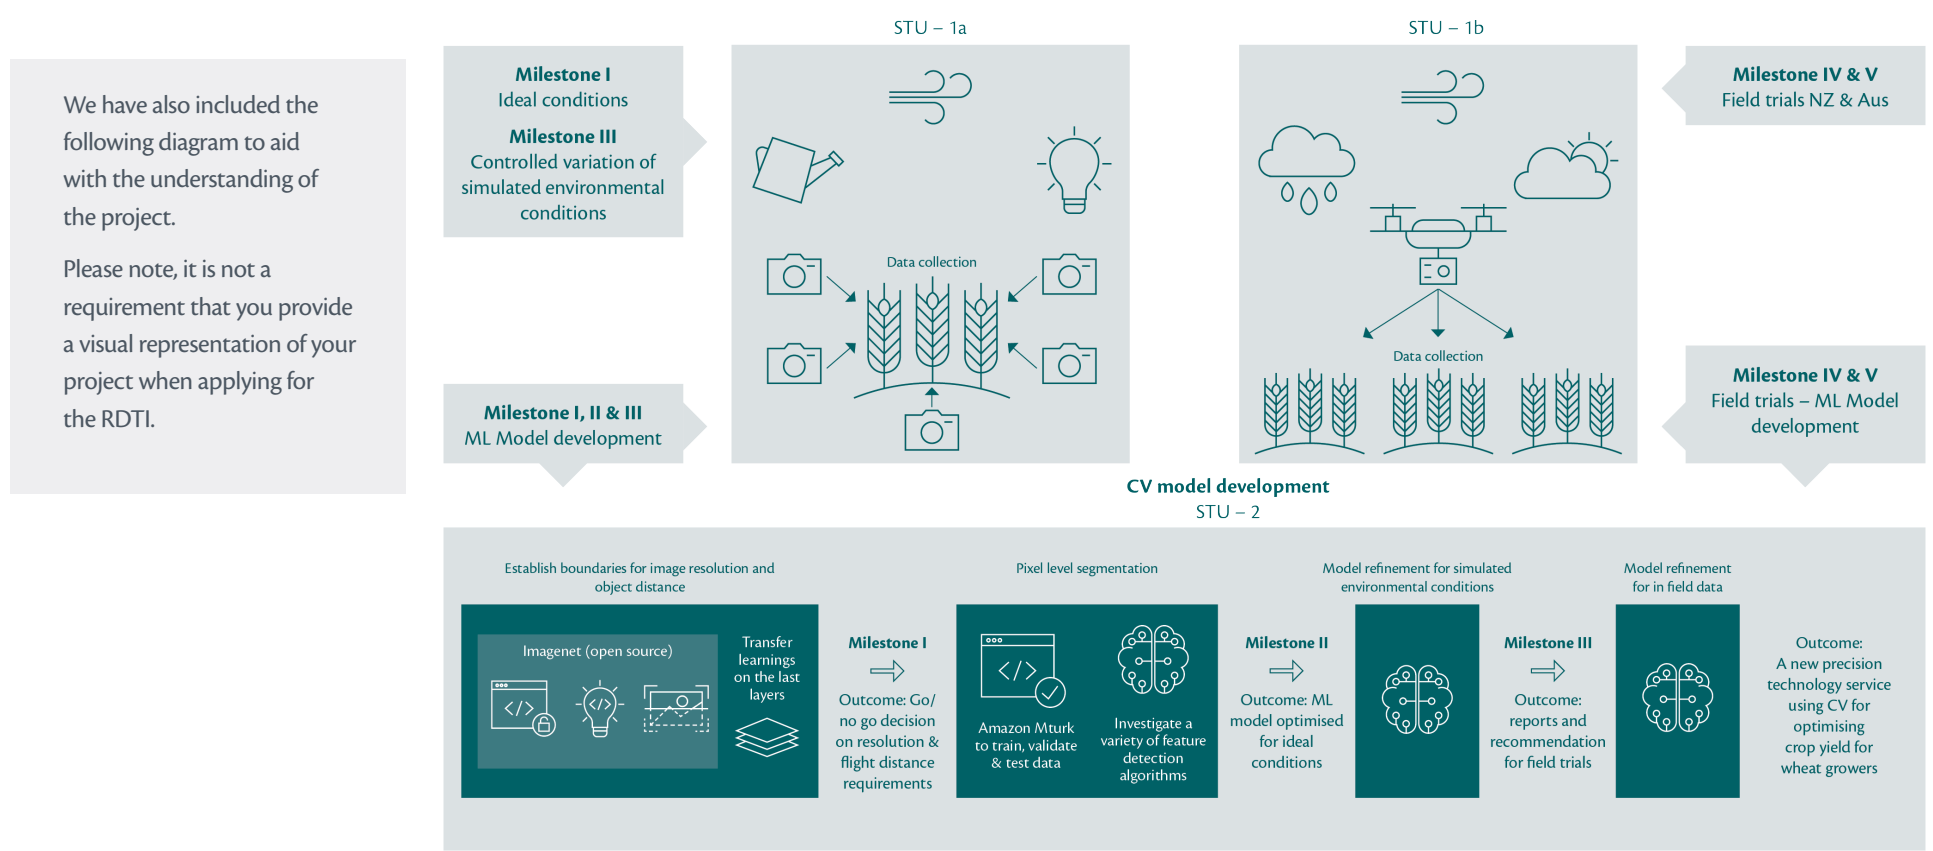 We have also included the
following diagram to aid
with the understanding of
the project.
Please note, it is not a
requirement that you provide
a visual representation of your
project when applying for
the RDTI.
Milestone I
Ideal conditions
Milestone III
Controlled variation of
simulated environmental
conditions
Milestone I, II & III
ML Model development
STU – 1a
Data collection
STU – 1b
Data collection
Milestone IV & V
Field trials NZ & Aus
Milestone IV & V
Field trials – ML Model
development
CV model development
STU – 2
Establish boundaries for image resolution and
object distance
Imagenet (open source)
Transfer
learnings
on the last
layers
Milestone I
Outcome: Go/
no go decision
on resolution &
flight distance
requirements
Pixel level segmentation
Amazon Mturk
to train, validate
& test data
Investigate a
variety of feature
detection
algorithms
Milestone II
Outcome: ML
model optimised
for ideal
conditions
Model refinement for simulated
environmental conditions
Milestone III
Outcome:
reports and
recommendation
for field trials
Model refinement
for in field data
Outcome:
A new precision
technology service
using CV for
optimising
crop yield for
wheat growers